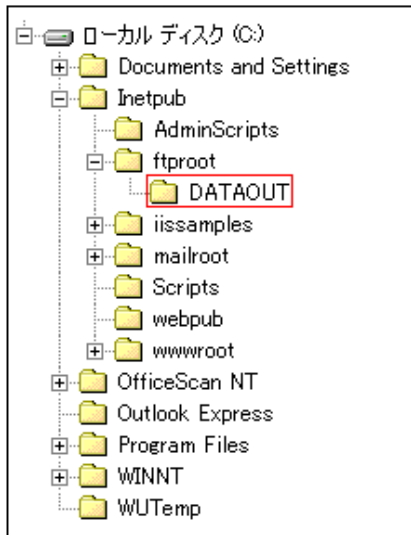 ローカル ディスク (C:)
Documents and Settings
Inetpub
AdminScripts
ftproot
DATAOUT
iissamples
mailroot
Scripts
webpub
wwwroot
OfficeScan NT
Outlook Express
Program Files
WINNT
WUTemp